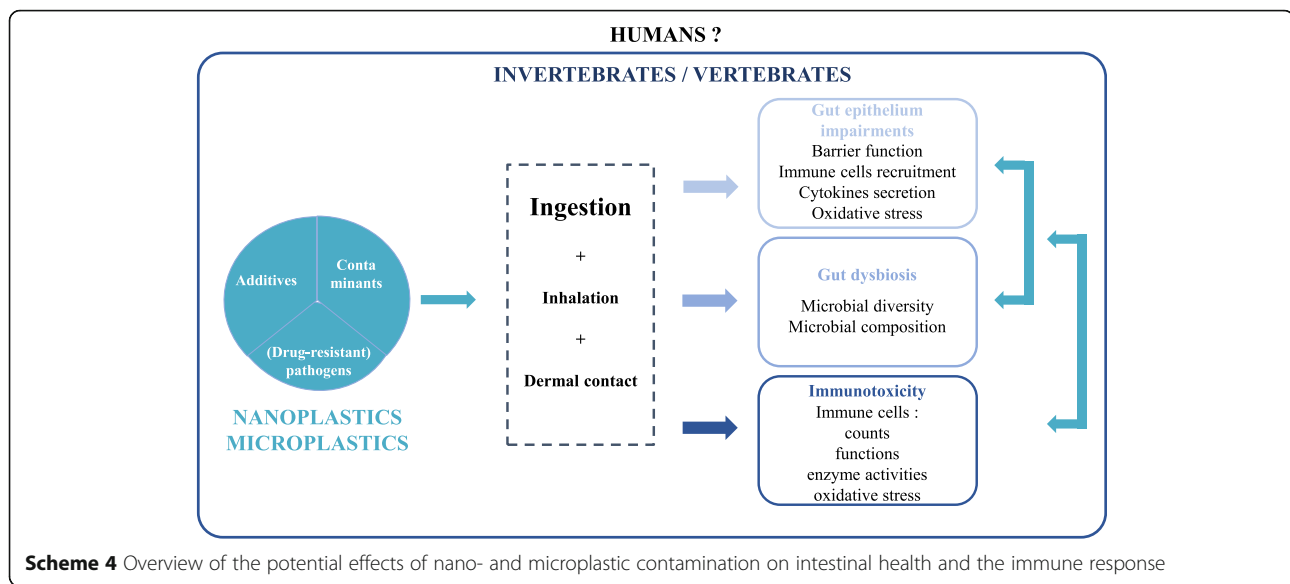 HUMANS ?
INVERTEBRATES / VERTEBRATES
Additives
Conta
minants
(Drug-resistant)
pathogens
NANOPLASTICS
MICROPLASTICS
Ingestion
+
Inhalation
+
Dermal contact
Gut epithelium
impairments
Barrier function
Immune cells recruitment
Cytokines secretion
Oxidative stress
Gut dysbiosis
Microbial diversity
Microbial composition
Immunotoxicity
Immune cells :
counts
functions
enzyme activities
oxidative stress
Scheme 4 Overview of the potential effects of nano- and microplastic contamination on intestinal health and the immune response